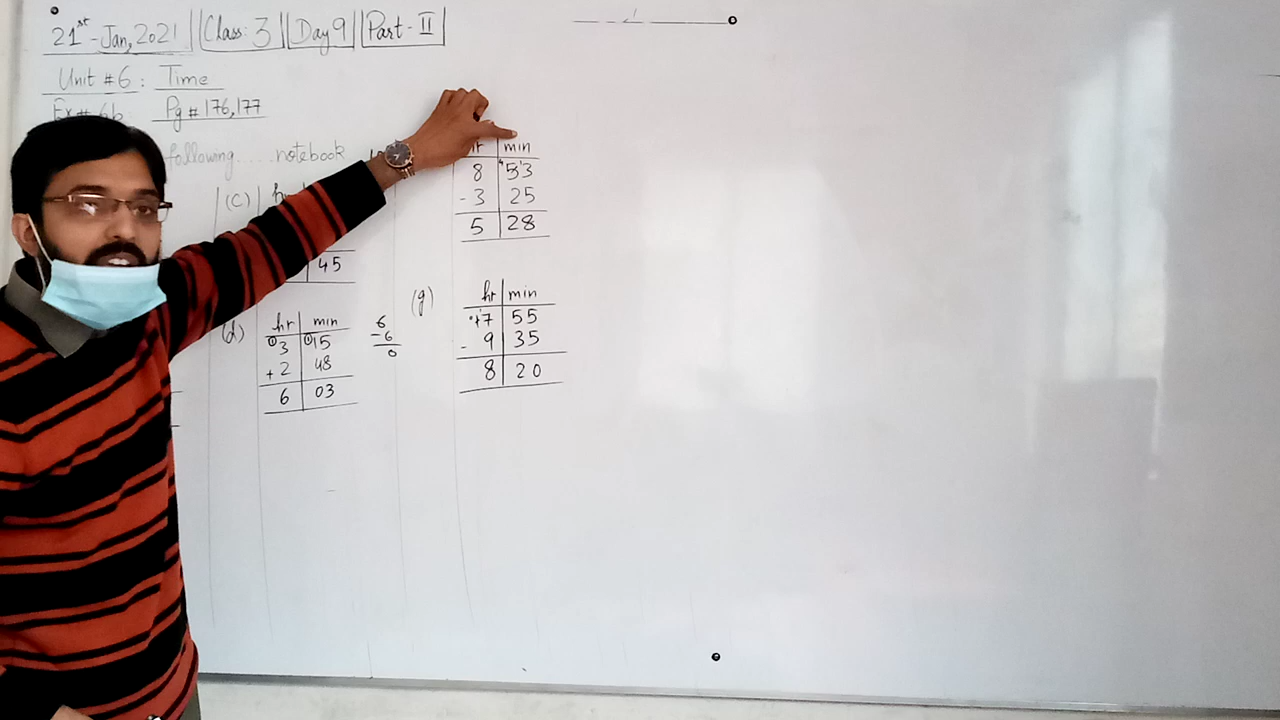 21st-Jan, 2021 || Class: 3 || Day 9 || Part-II
Unit #6: Time
Ex# 6b Pg # 176,177
following.....notebook
(c)
45
(d) hr | min
3 | 15
+ 2 | 48
6 | 03
6
-6
0
hr | min
8 | 53
- 3 | 25
5 | 28
(g) hr | min
17 | 55
- 9 | 35
8 | 20